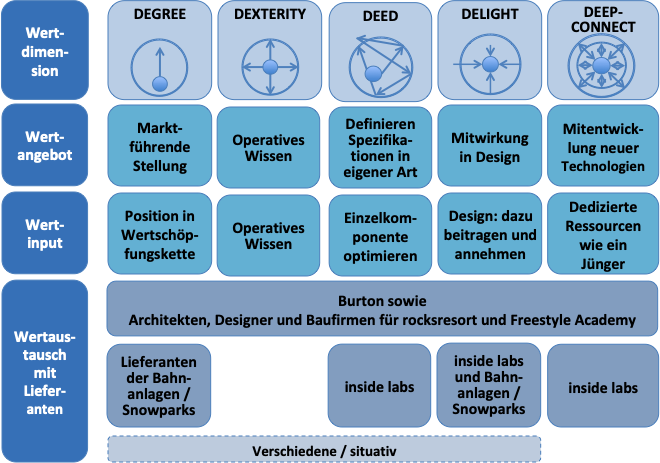 Wert-
dimen-
sion
DEGREE
DEXTERITY
DEED
DELIGHT
DEEP-
CONNECT
Wert-
angebot
Markt-
führende
Stellung
Operatives
Wissen
Definieren
Spezifika-
tionen in
eigener Art
Mitwirkung
in Design
Mitentwick-
lung neuer
Technologien
Wert-
input
Position in
Wertschöp-
fungskette
Operatives
Wissen
Einzelkom-
ponente
optimieren
Design: dazu
beitragen und
annehmen
Dedizierte
Ressourcen
wie ein
Jünger
Wertaus-
tausch
mit
Liefer-
anten
Burton sowie
Architekten, Designer und Baufirmen für rocksresort und Freestyle Academy
Lieferanten
der Bahn-
anlagen /
Snowparks
inside labs
inside labs
und Bahn-
anlagen /
Snowparks
inside labs
Verschiedene / situativ